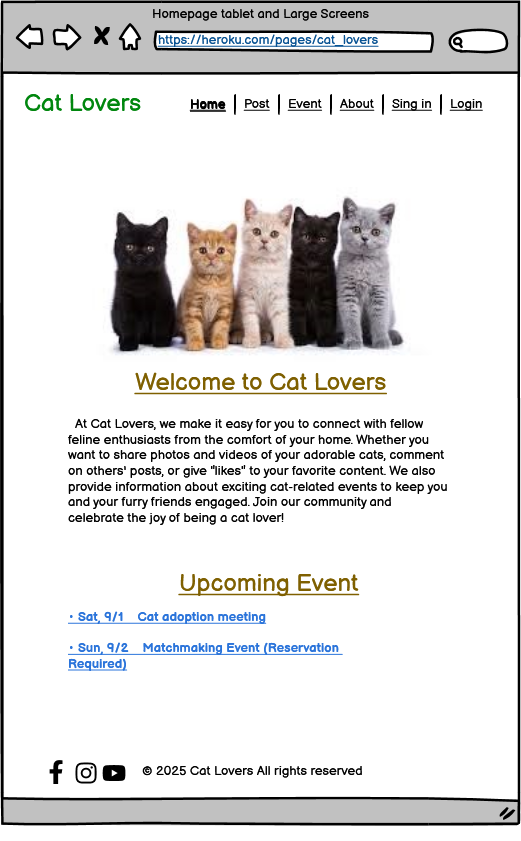 Homepage tablet and Large Screens
https://heroku.com/pages/cat_lovers
Cat Lovers
Home | Post | Event | About | Sing in | Login
Welcome to Cat Lovers
At Cat Lovers, we make it easy for you to connect with fellow
feline enthusiasts from the comfort of your home. Whether you
want to share photos and videos of your adorable cats, comment
on others' posts, or give "likes" to your favorite content. We also
provide information about exciting cat-related events to keep you
and your furry friends engaged. Join our community and
celebrate the joy of being a cat lover!
Upcoming Event
• Sat, 9/1 Cat adoption meeting
• Sun, 9/2 Matchmaking Event (Reservation
Required)
© 2025 Cat Lovers All rights reserved